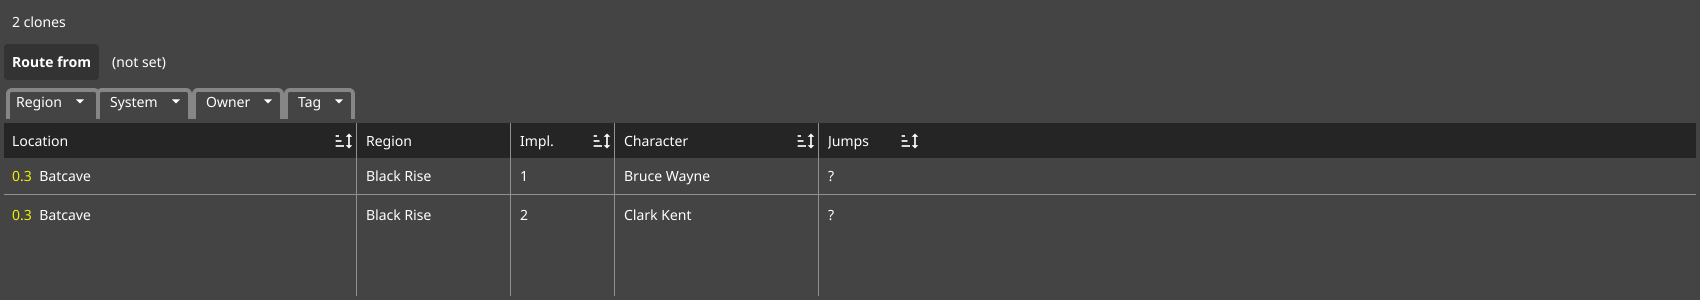 2 clones
Route from (not set)
Region System Owner Tag
Location Region Impl. Character Jumps
0.3 Batcave Black Rise 1 Bruce Wayne ?
0.3 Batcave Black Rise 2 Clark Kent ?